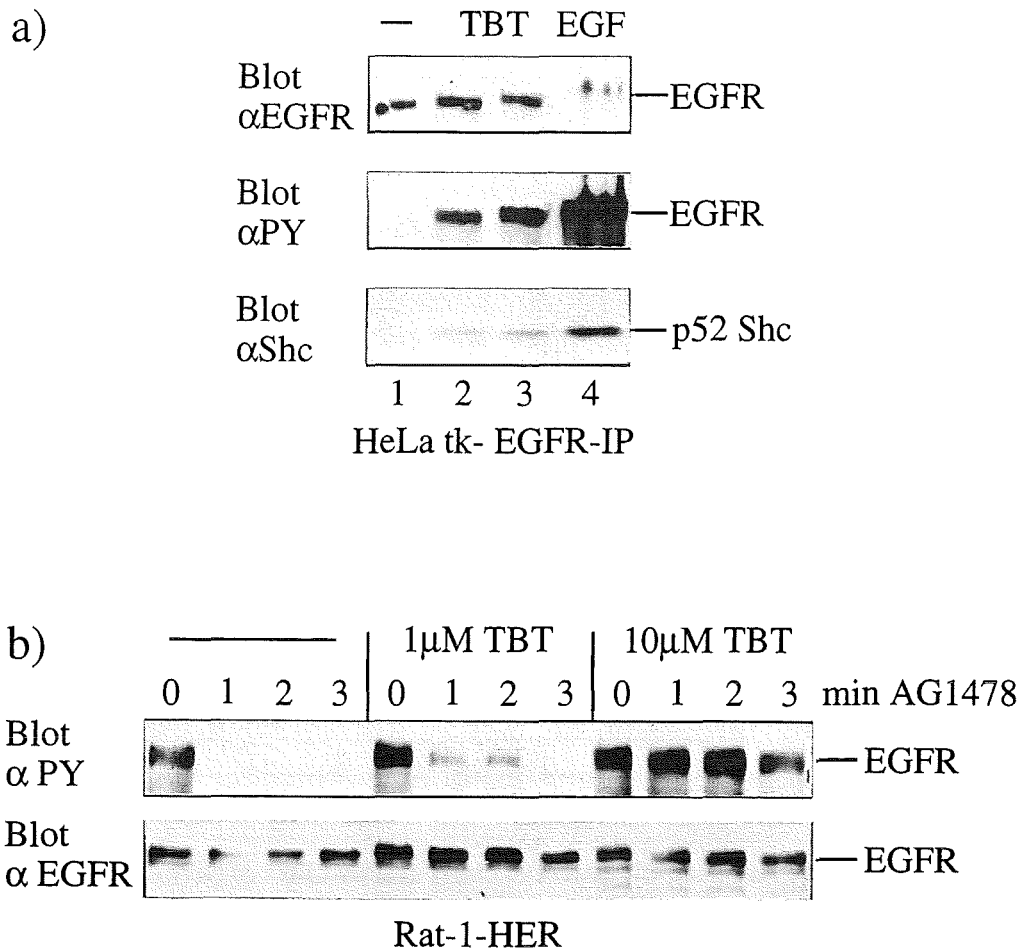 a)
— TBT EGF
Blot
αEGFR
EGFR
Blot
αPY
EGFR
Blot
αShc
p52 Shc
1 2 3 4
HeLa tk- EGFR-IP
b)
1μM TBT 10μM TBT
0 1 2 3 0 1 2 3 0 1 2 3 min AG1478
Blot
α PY
EGFR
Blot
α EGFR
EGFR
Rat-1-HER